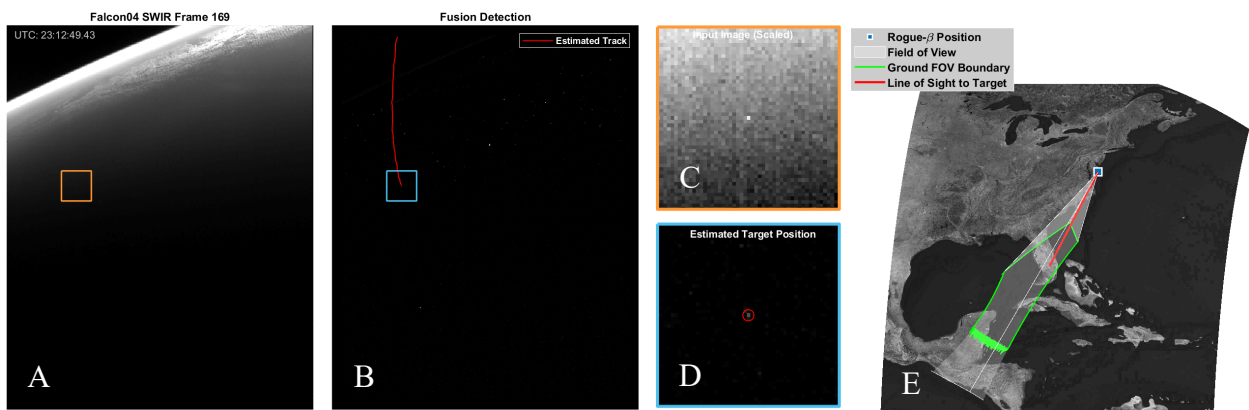 Falcon04 SWIR Frame 169
UTC: 23:12:49.43
A
Fusion Detection
Estimated Track
B
Input Image (Scaled)
C
Estimated Target Position
D
Rogue-β Position
Field of View
Ground FOV Boundary
Line of Sight to Target
E